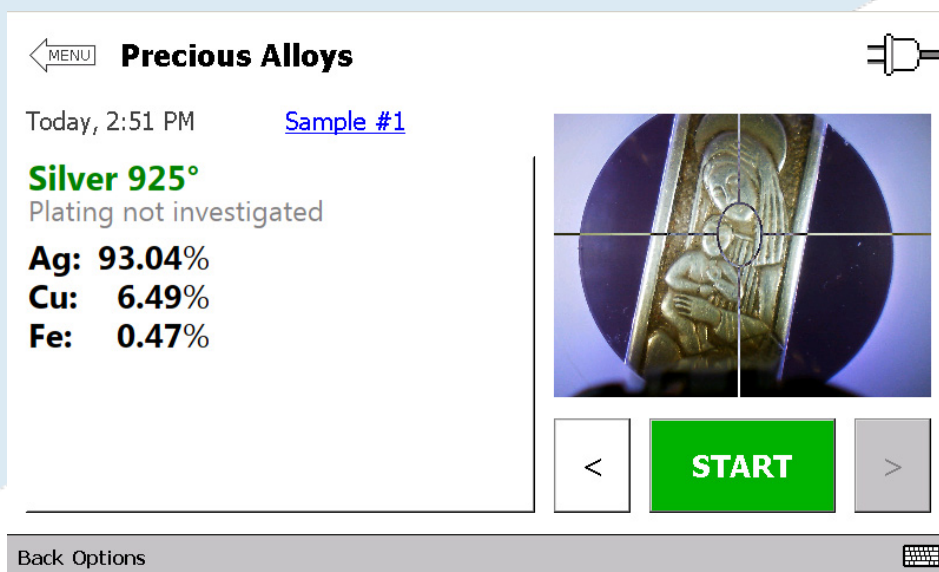 MENU Precious Alloys
Today, 2:51 PM Sample #1
Silver 925°
Plating not investigated
Ag: 93.04%
Cu: 6.49%
Fe: 0.47%
< START >
Back Options